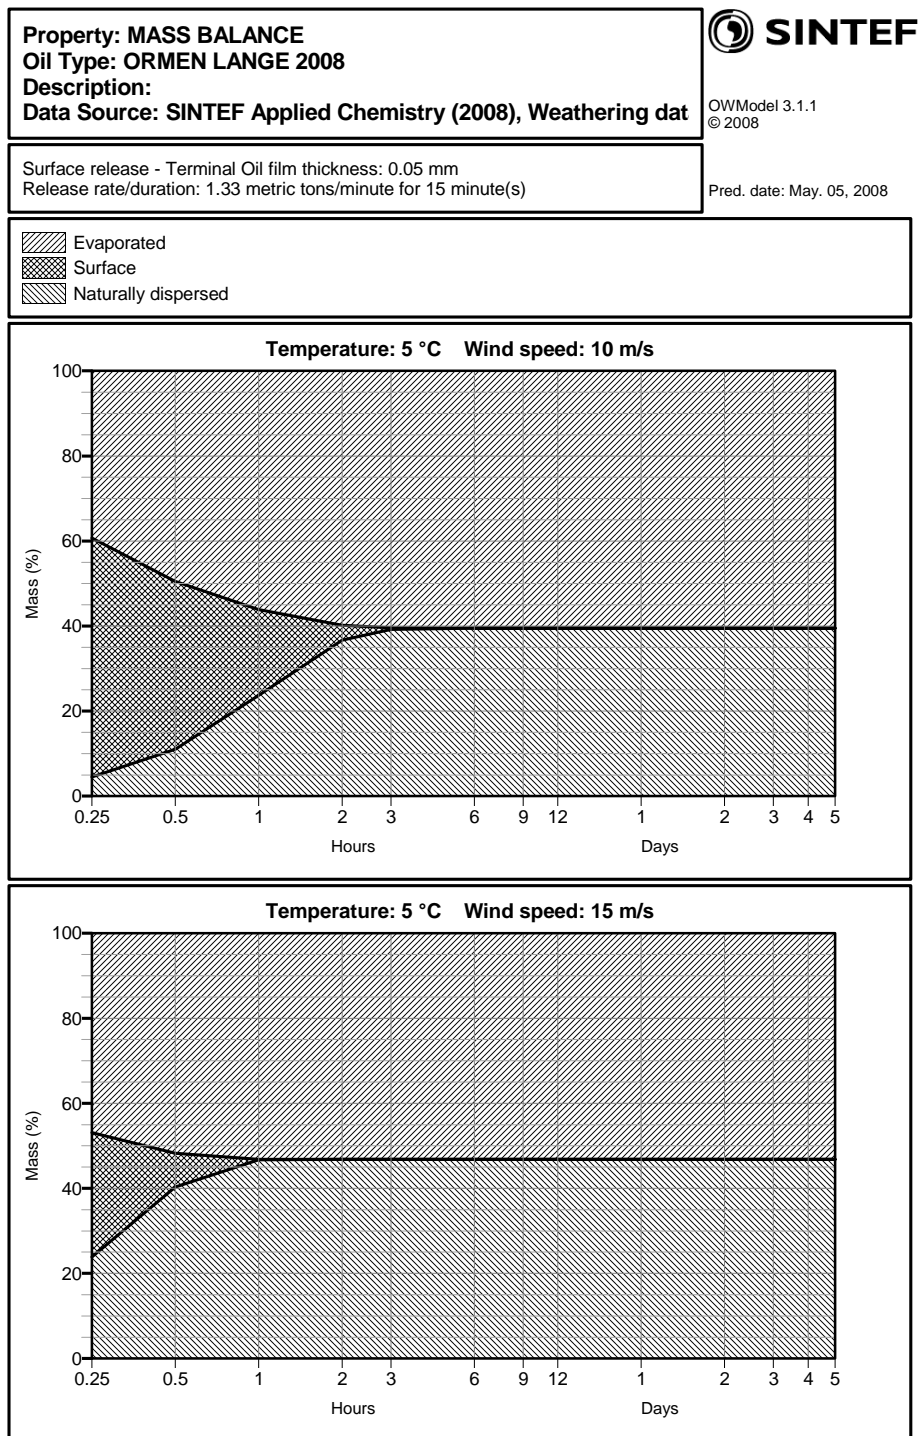 Property: MASS BALANCE
Oil Type: ORMEN LANGE 2008
Description:
Data Source: SINTEF Applied Chemistry (2008), Weathering dat
SINTEF
OWModel 3.1.1
© 2008
Surface release - Terminal Oil film thickness: 0.05 mm
Release rate/duration: 1.33 metric tons/minute for 15 minute(s)
Pred. date: May. 05, 2008
Evaporated
Surface
Naturally dispersed
Temperature: 5 °C Wind speed: 10 m/s
100
80
60
40
20
0
Mass (%)
0.25 0.5 1 2 3 6 9 12 1 2 3 4 5
Hours Days
Temperature: 5 °C Wind speed: 15 m/s
100
80
60
40
20
0
Mass (%)
0.25 0.5 1 2 3 6 9 12 1 2 3 4 5
Hours Days